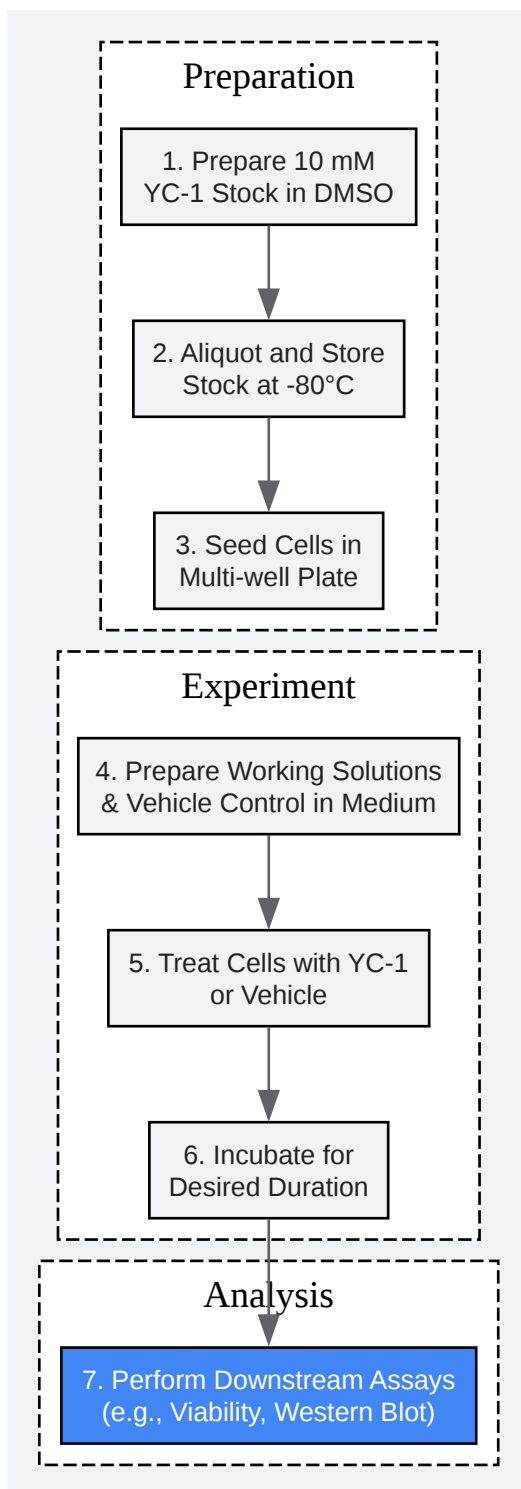 Preparation
1. Prepare 10 mM
YC-1 Stock in DMSO
2. Aliquot and Store
Stock at -80°C
3. Seed Cells in
Multi-well Plate
Experiment
4. Prepare Working Solutions
& Vehicle Control in Medium
5. Treat Cells with YC-1
or Vehicle
6. Incubate for
Desired Duration
Analysis
7. Perform Downstream Assays
(e.g., Viability, Western Blot)